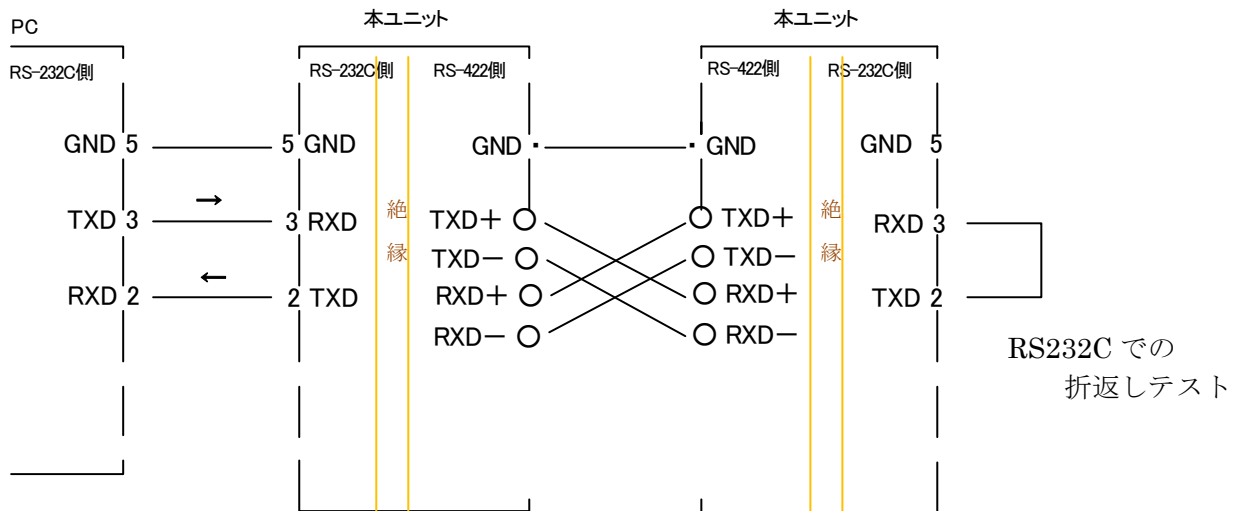 PC
本ユニット
本ユニット
RS-232C側
RS-232C側
RS-422側
RS-422側
RS-232C側
GND 5
5 GND
GND
GND
GND 5
→
TXD 3
3 RXD
絶縁
TXD+
TXD+
絶縁
RXD 3
TXD-
TXD-
←
RXD 2
2 TXD
RXD+
RXD+
TXD 2
RXD-
RXD-
RS232C での
折返しテスト